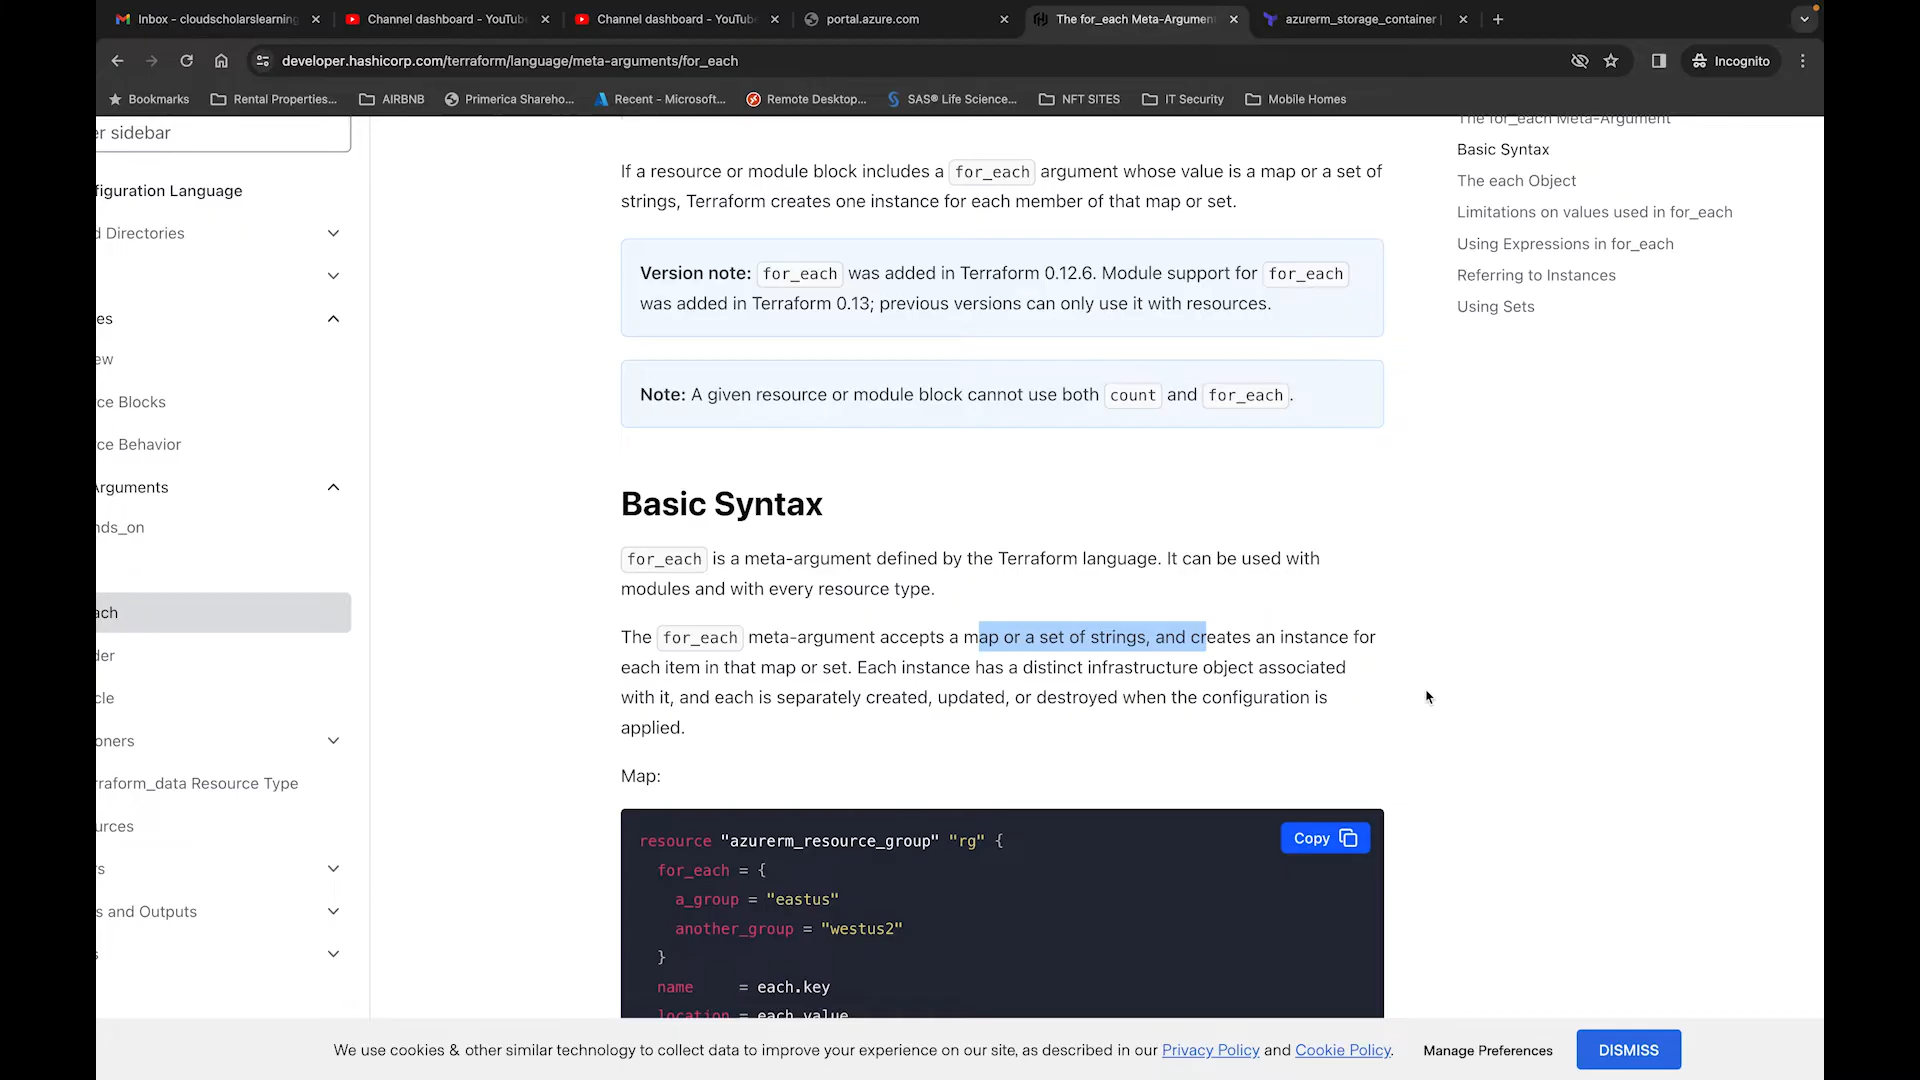 Inbox - cloudscholarslearning
Channel dashboard - YouTub
Channel dashboard - YouTube
portal.azure.com
The for_each Meta-Argumen
azurerm_storage_container
developer.hashicorp.com/terraform/language/meta-arguments/for_each
Incognito
Bookmarks
Rental Properties...
AIRBNB
Primerica Shareho...
Recent - Microsoft...
Remote Desktop...
SAS® Life Science...
NFT SITES
IT Security
Mobile Homes
er sidebar
figuration Language
d Directories
es
ew
ce Blocks
ce Behavior
Arguments
nds_on
ach
der
cle
oners
rraform_data Resource Type
urces
rs
s and Outputs
s
If a resource or module block includes a for_each argument whose value is a map or a set of
strings, Terraform creates one instance for each member of that map or set.
Version note: for_each was added in Terraform 0.12.6. Module support for for_each
was added in Terraform 0.13; previous versions can only use it with resources.
Note: A given resource or module block cannot use both count and for_each.
Basic Syntax
for_each is a meta-argument defined by the Terraform language. It can be used with
modules and with every resource type.
The for_each meta-argument accepts a map or a set of strings, and creates an instance for
each item in that map or set. Each instance has a distinct infrastructure object associated
with it, and each is separately created, updated, or destroyed when the configuration is
applied.
Map:
resource "azurerm_resource_group" "rg" {
Copy
for_each = {
a_group = "eastus"
another_group = "westus2"
}
name = each.key
location = each.value
The for_each Meta-Argument
Basic Syntax
The each Object
Limitations on values used in for_each
Using Expressions in for_each
Referring to Instances
Using Sets
We use cookies & other similar technology to collect data to improve your experience on our site, as described in our Privacy Policy and Cookie Policy.
Manage Preferences
DISMISS